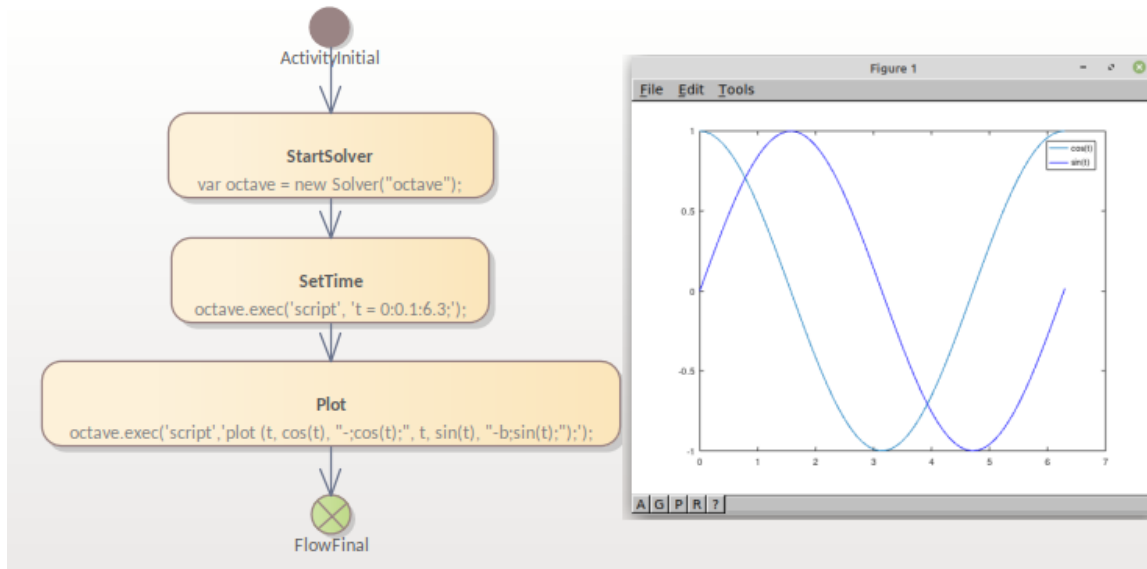 ActivityInitial
StartSolver
var octave = new Solver("octave");
SetTime
octave.exec('script', 't = 0:0.1:6.3;');
Plot
octave.exec('script','plot (t, cos(t), "-;cos(t);", t, sin(t), "-b;sin(t);");');
FlowFinal
Figure 1
File Edit Tools
1
0.5
0
-0.5
-1
0 1 2 3 4 5 6 7
cos(t)
sin(t)
A G P R ?